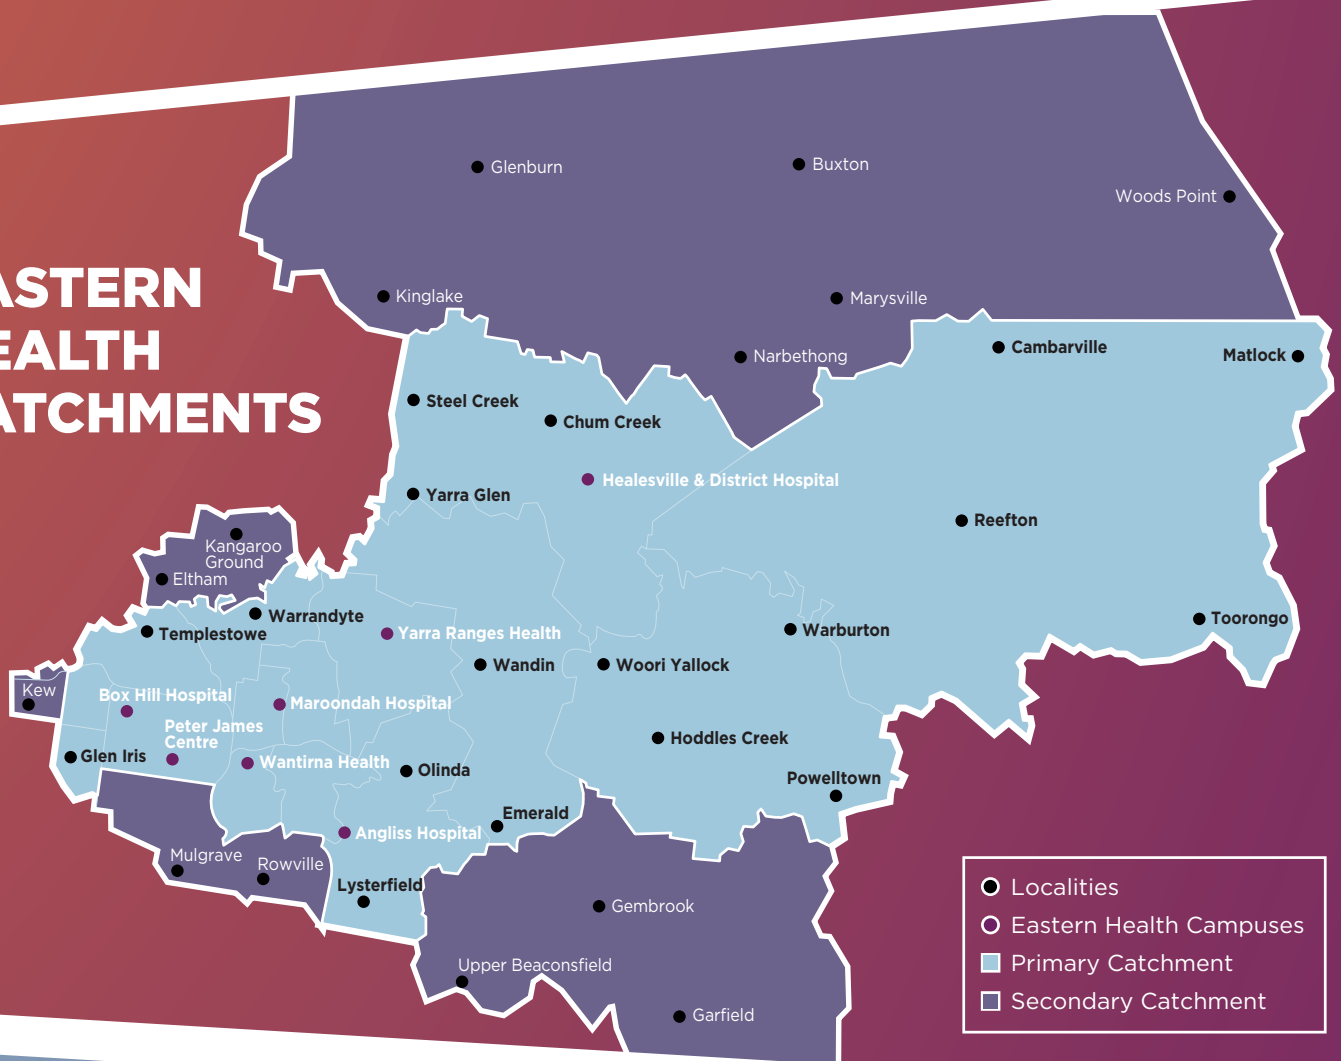 ASTERN
EALTH
ATCHMENTS
Glenburn
Buxton
Woods Point
Kinglake
Marysville
Narbethong
Cambarville
Matlock
Steel Creek
Chum Creek
Healesville & District Hospital
Yarra Glen
Reefton
Kangaroo
Ground
Eltham
Warrandyte
Templestowe
Yarra Ranges Health
Warburton
Toorongo
Wandin
Woori Yallock
Kew
Box Hill Hospital
Maroondah Hospital
Peter James
Centre
Glen Iris
Wantirna Health
Olinda
Hoddles Creek
Powelltown
Emerald
Angliss Hospital
Mulgrave
Rowville
Lysterfield
Gembrook
Upper Beaconsfield
Garfield
Localities
Eastern Health Campuses
Primary Catchment
Secondary Catchment